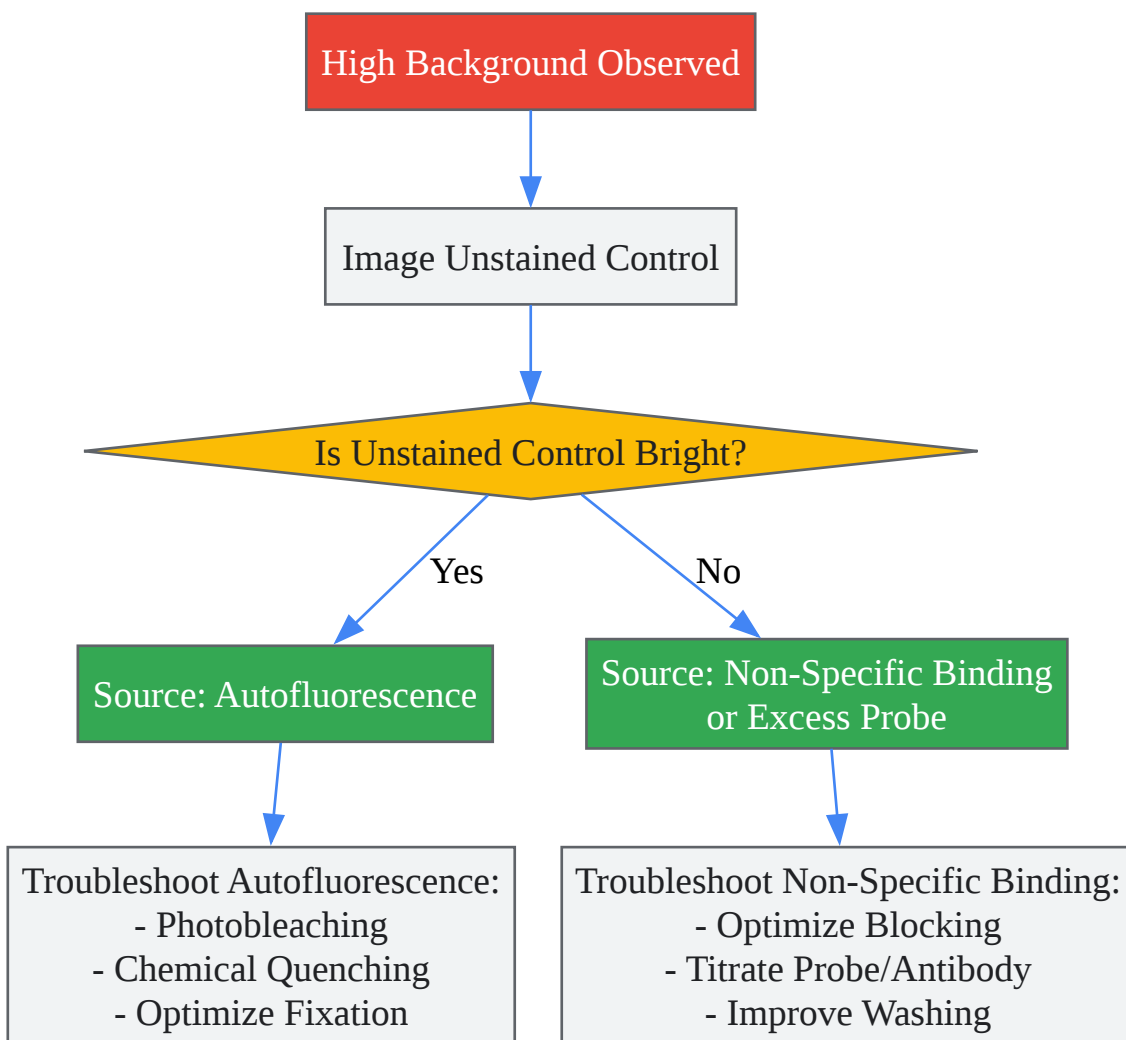 High Background Observed
Image Unstained Control
Is Unstained Control Bright?
Yes
No
Source: Autofluorescence
Source: Non-Specific Binding
or Excess Probe
Troubleshoot Autofluorescence:
- Photobleaching
- Chemical Quenching
- Optimize Fixation
Troubleshoot Non-Specific Binding:
- Optimize Blocking
- Titrate Probe/Antibody
- Improve Washing